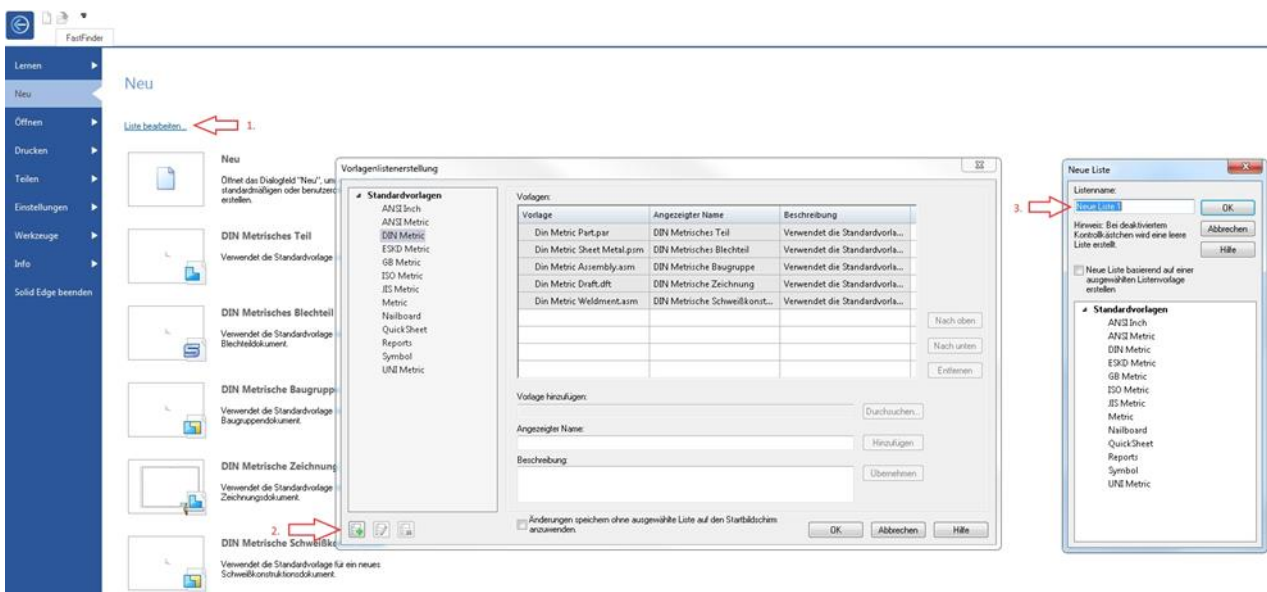 FastFinder
Lernen
Neu
Öffnen
Drucken
Teilen
Einstellungen
Werkzeuge
Info
Solid Edge beenden
Neu
Liste bearbeiten...
1.
Neu
Öffnet das Dialogfeld "Neu", um
standardmäßigen oder benutzerd
erstellen.
DIN Metrisches Teil
Verwendet die Standardvorlage
DIN Metrisches Blechteil
Verwendet die Standardvorlage
Blechteildokument.
DIN Metrische Baugruppe
Verwendet die Standardvorlage
Baugruppendokument.
DIN Metrische Zeichnung
Verwendet die Standardvorlage
Zeichnungsdokument.
DIN Metrische Schweißko
Verwendet die Standardvorlage für ein neues
Schweißkonstruktionsdokument.
Vorlagenlistenerstellung
Standardvorlagen
ANSI Inch
ANSI Metric
DIN Metric
ESKD Metric
GB Metric
ISO Metric
JIS Metric
Metric
Nailboard
QuickSheet
Reports
Symbol
UNI Metric
2.
Vorlagen:
Vorlage Angezeigter Name Beschreibung
Din Metric Part.par DIN Metrisches Teil Verwendet die Standardvorla...
Din Metric Sheet Metal.psm DIN Metrisches Blechteil Verwendet die Standardvorla...
Din Metric Assembly.asm DIN Metrische Baugruppe Verwendet die Standardvorla...
Din Metric Draft.dft DIN Metrische Zeichnung Verwendet die Standardvorla...
Din Metric Weldment.asm DIN Metrische Schweißkonst... Verwendet die Standardvorla...
Nach oben
Nach unten
Entfernen
Vorlage hinzufügen:
Durchsuchen...
Angezeigter Name:
Hinzufügen
Beschreibung:
Übernehmen
Änderungen speichern ohne ausgewählte Liste auf den Startbildschirm
anzuwenden.
OK Abbrechen Hilfe
3.
Neue Liste
Listenname:
Neue Liste 1
OK
Hinweis: Bei deaktiviertem
Kontrollkästchen wird eine leere
Liste erstellt.
Abbrechen
Hilfe
Neue Liste basierend auf einer
ausgewählten Listenvorlage
erstellen
Standardvorlagen
ANSI Inch
ANSI Metric
DIN Metric
ESKD Metric
GB Metric
ISO Metric
JIS Metric
Metric
Nailboard
QuickSheet
Reports
Symbol
UNI Metric